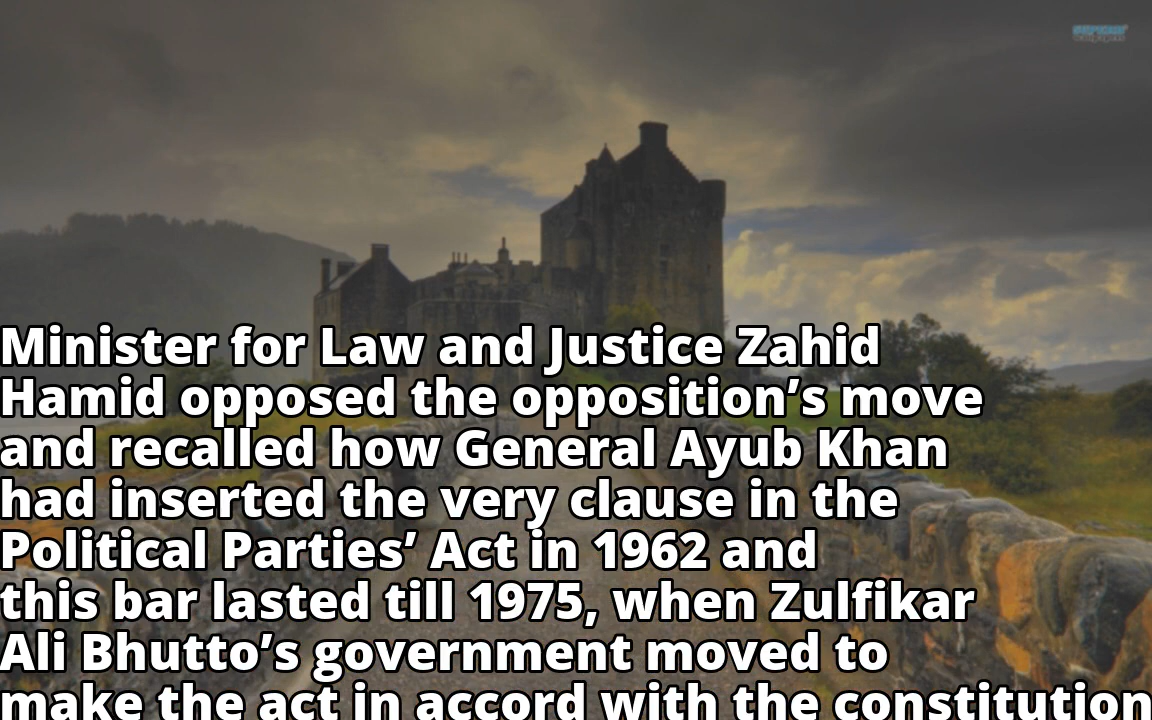 Minister for Law and Justice Zahid
Hamid opposed the opposition’s move
and recalled how General Ayub Khan
had inserted the very clause in the
Political Parties’ Act in 1962 and
this bar lasted till 1975, when Zulfikar
Ali Bhutto’s government moved to
make the act in accord with the constitution